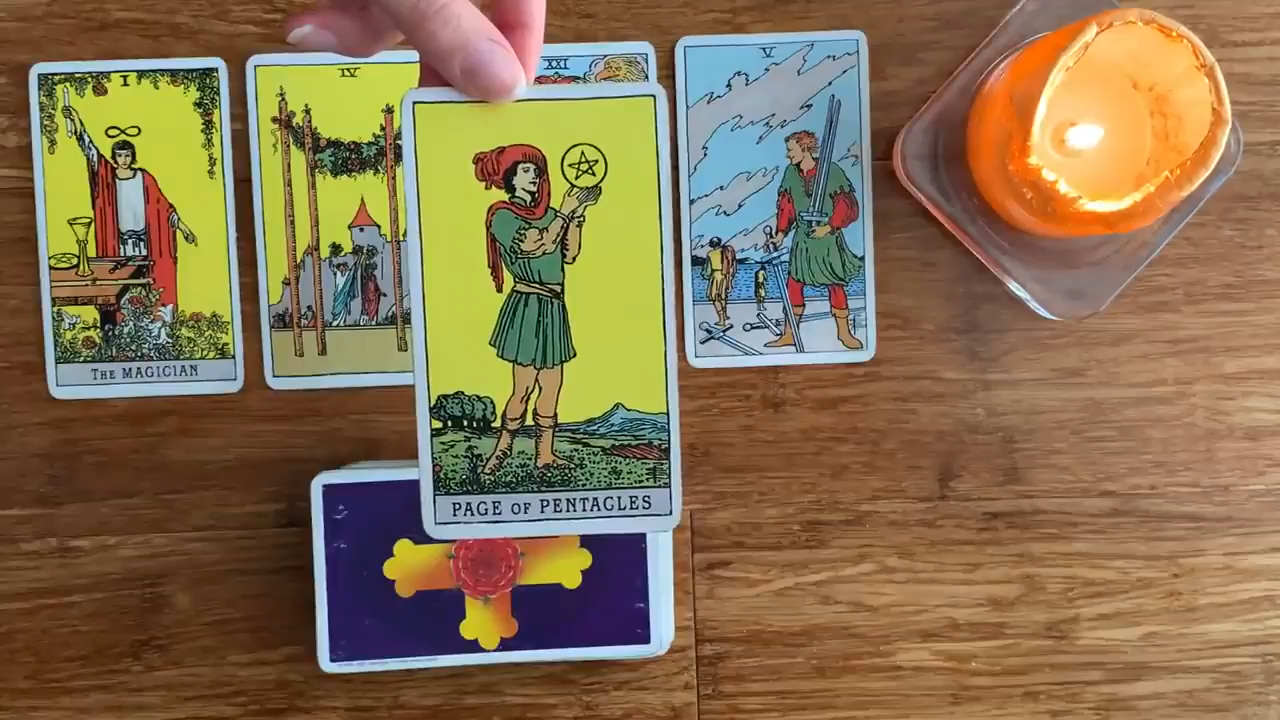 I
IV
XXI
V
THE MAGICIAN
PAGE OF PENTACLES